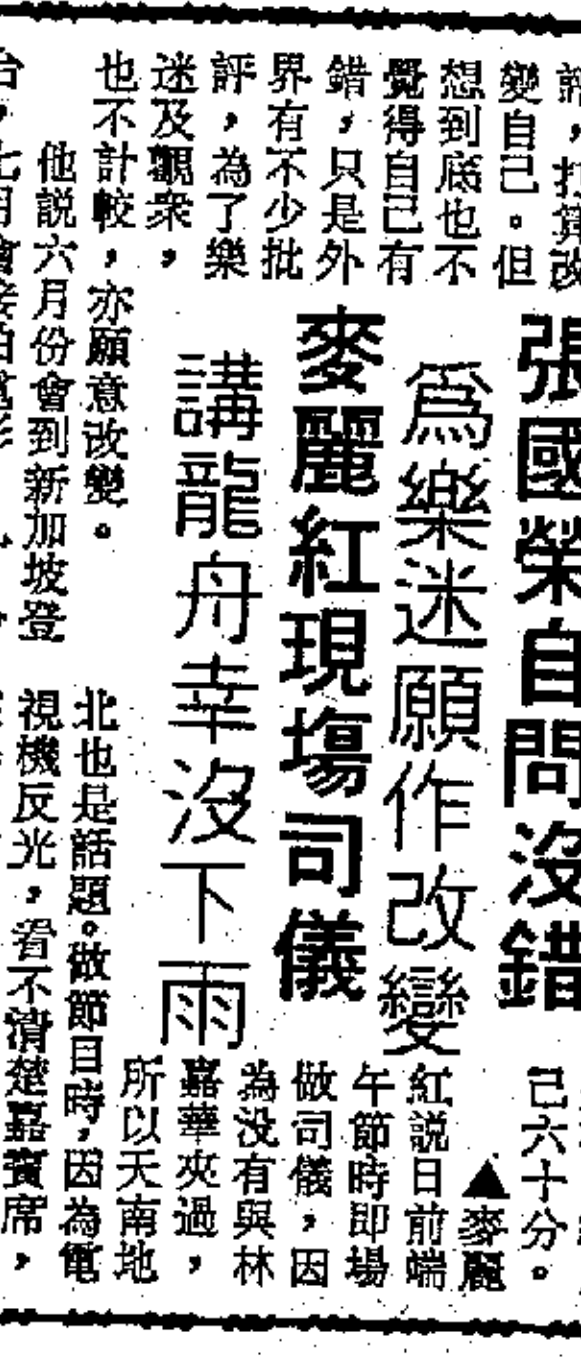 張國榮自問沒錯
為樂迷願作改變
麥麗紅現場司儀
講龍舟幸沒下雨
打算改
變自己。但
想到底也不
覺得自己有
錯，只是外
界有不少批
評，為了樂
迷及觀衆，
也不計較，亦願意改變。
他説六月份會到新加坡登
己六十分。
▲麥麗
紅説日前端
午節時即場
做司儀，因
為没有與林
嘉華夾過，
所以天南地
北也是話題。做節目時，因為電
視機反光，看不清楚嘉賓席，